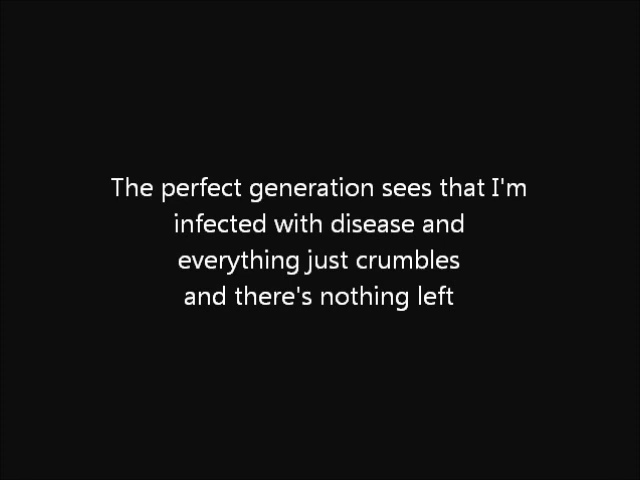 The perfect generation sees that I'm
infected with disease and
everything just crumbles
and there's nothing left